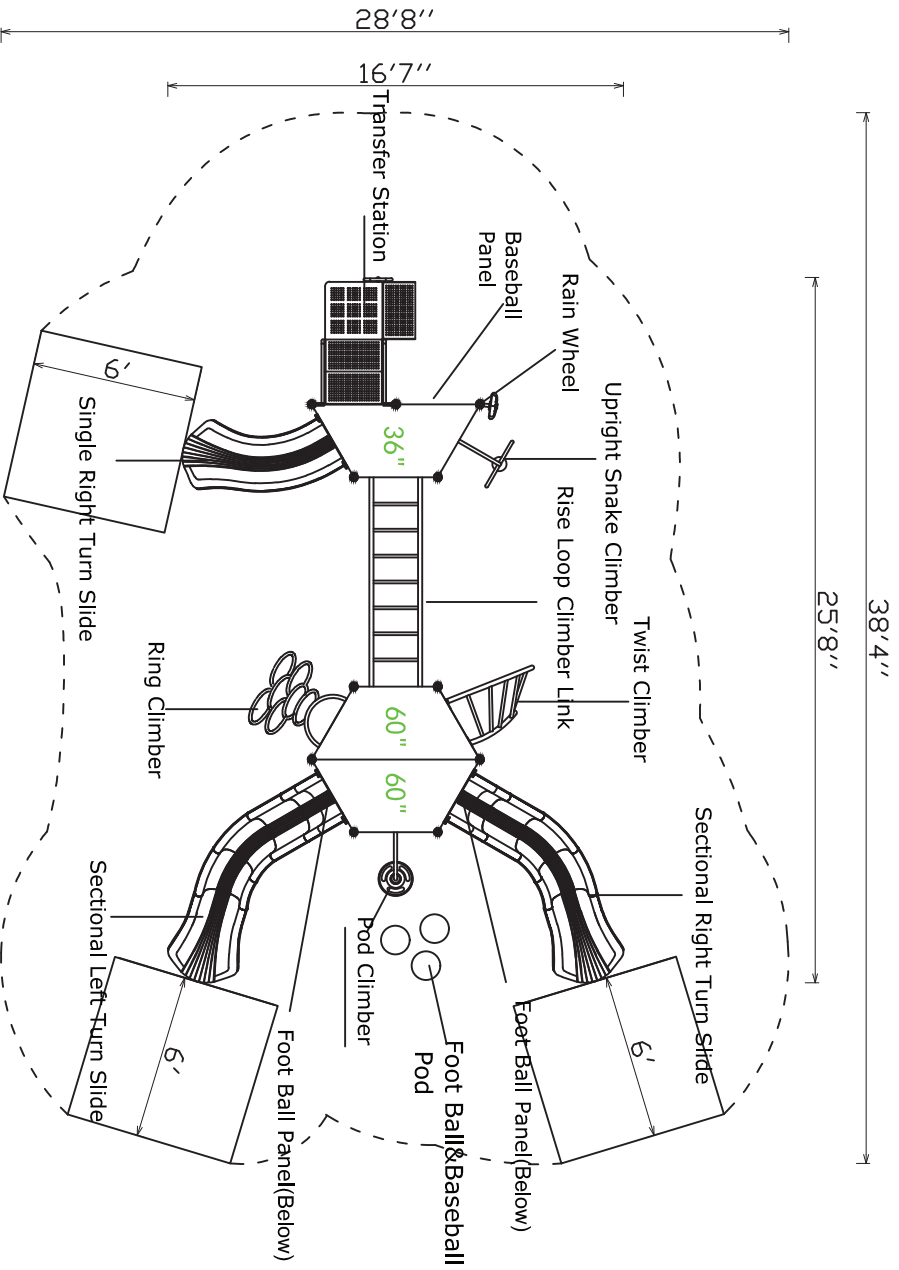 28'8''
16'7''
Transfer Station
Baseball
Panel
Rain Wheel
Upright Snake Climber
6'
Single Right Turn Slide
36"
Rise Loop Climber Link
25'8''
38'4''
Twist Climber
Ring Climber
60"
60"
Sectional Right Turn Slide
Sectional Left Turn Slide
Pod Climber
Foot Ball Panel(Below)
Foot Ball&Baseball
Pod
Foot Ball Panel(Below)
6'
6'